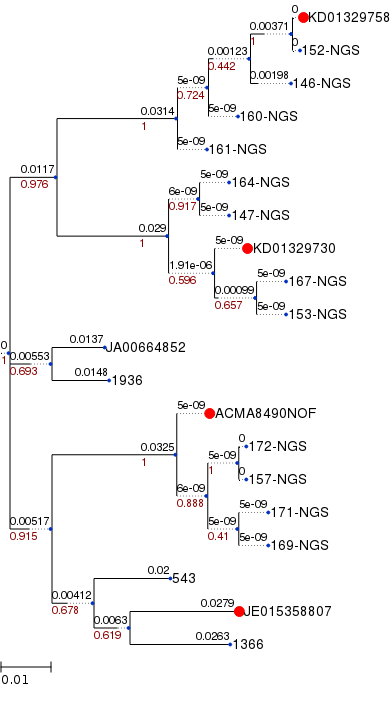 0
KD01329758
0.00371
1
0
152-NGS
0.00123
0.442
0.00198
146-NGS
5e-09
0.724
5e-09
160-NGS
0.0314
1
5e-09
161-NGS
0.0117
0.976
5e-09
164-NGS
6e-09
0.917
5e-09
147-NGS
0.029
1
5e-09
KD01329730
1.91e-06
0.596
5e-09
167-NGS
0.00099
0.657
5e-09
153-NGS
0
1
0.0137
JA00664852
0.00553
0.693
0.0148
1936
5e-09
ACMA8490NOF
0.0325
1
0
172-NGS
5e-09
1
0
157-NGS
6e-09
0.888
5e-09
171-NGS
5e-09
0.41
5e-09
169-NGS
0.00517
0.915
0.02
543
0.00412
0.678
0.0279
JE015358807
0.0063
0.619
0.0263
1366
0.01